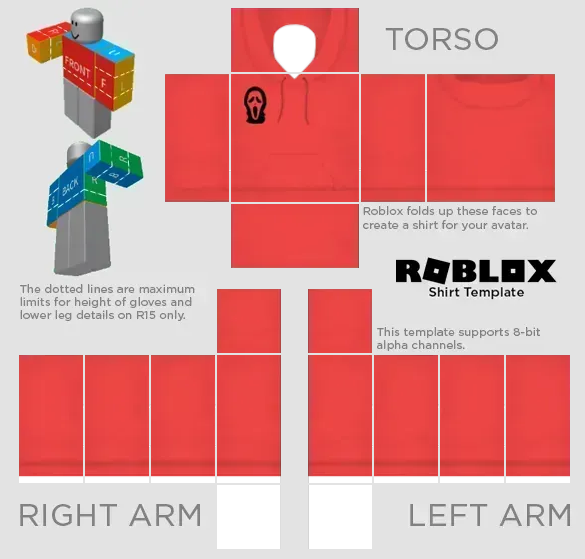 TORSO
FRONT
F
L
U
R
BACK
R
B
B
U
Roblox folds up these faces to
create a shirt for your avatar.
ROBLOX
Shirt Template
The dotted lines are maximum
limits for height of gloves and
lower leg details on R15 only.
This template supports 8-bit
alpha channels.
RIGHT ARM
LEFT ARM